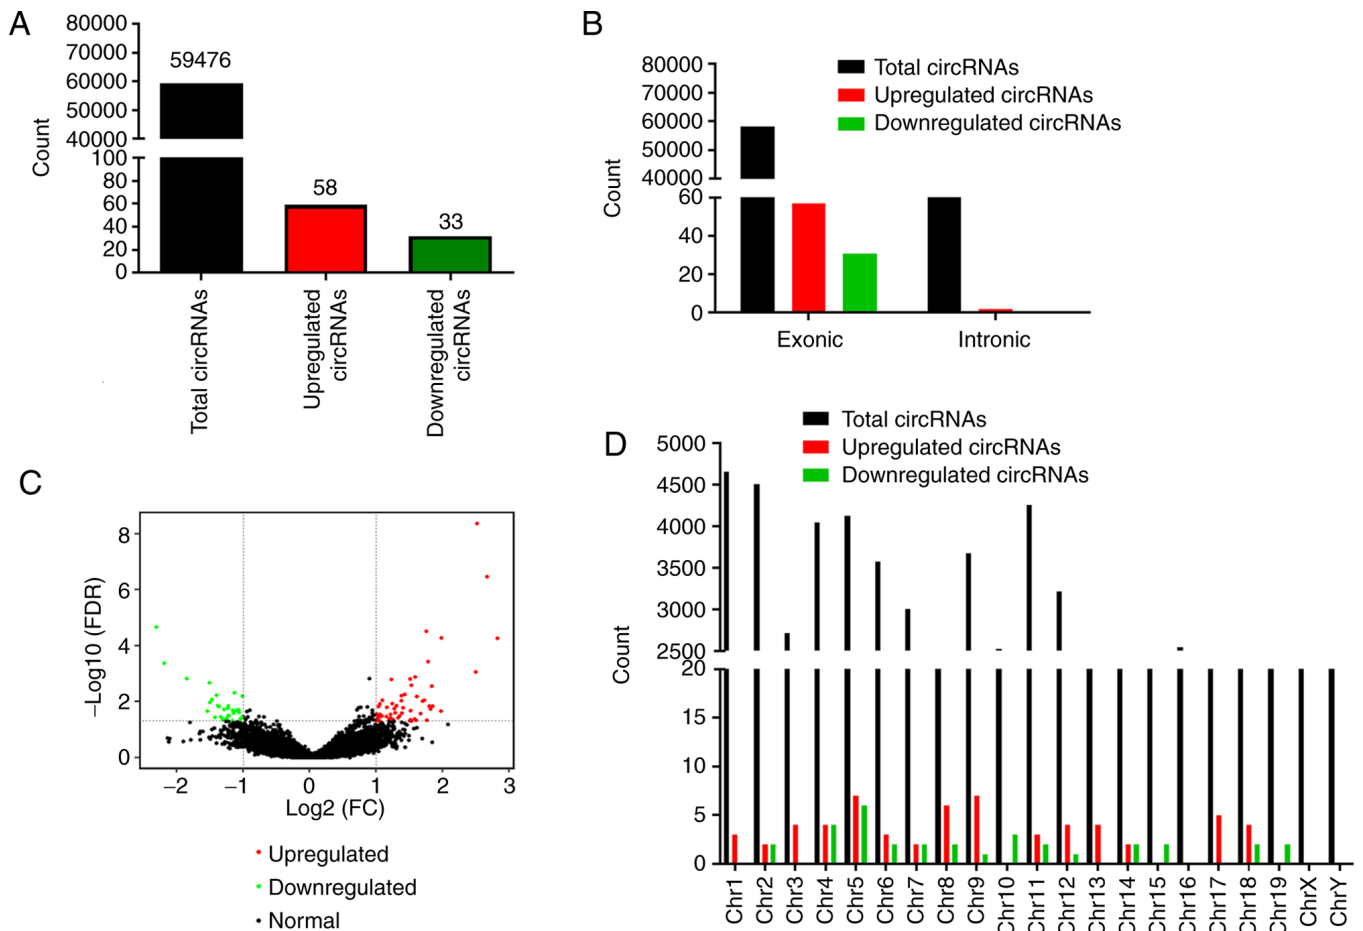 A
80000
70000
60000
50000
40000
100
80
60
40
20
0
Count
59476
58
33
Total circRNAs
Upregulated
circRNAs
Downregulated
circRNAs
B
80000
70000
60000
50000
40000
60
40
20
0
Count
Total circRNAs
Upregulated circRNAs
Downregulated circRNAs
Exonic
Intronic
C
8
6
4
2
0
−Log10 (FDR)
−2
−1
0
1
2
3
Log2 (FC)
Upregulated
Downregulated
Normal
D
Total circRNAs
Upregulated circRNAs
Downregulated circRNAs
5000
4500
4000
3500
3000
2500
20
15
10
5
0
Count
Chr1
Chr2
Chr3
Chr4
Chr5
Chr6
Chr7
Chr8
Chr9
Chr10
Chr11
Chr12
Chr13
Chr14
Chr15
Chr16
Chr17
Chr18
Chr19
ChrX
ChrY